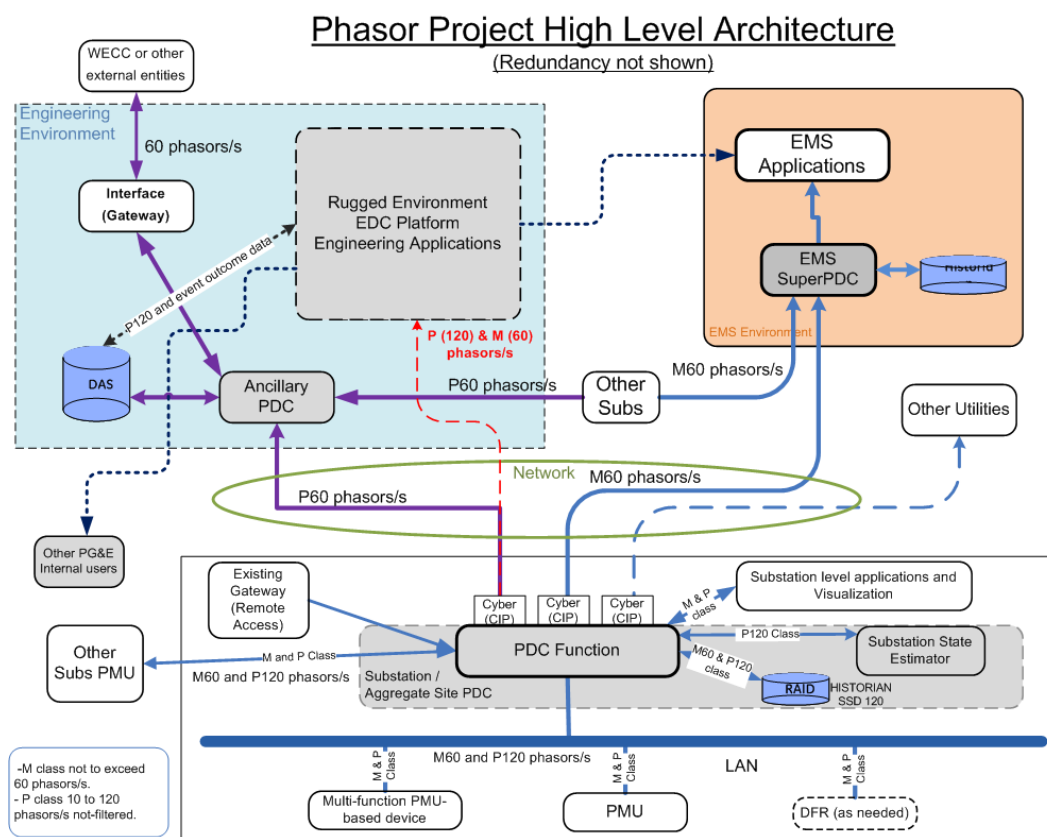 Phasor Project High Level Architecture
(Redundancy not shown)
WECC or other
external entities
Engineering
Environment
60 phasors/s
Interface
(Gateway)
Rugged Environment
EDC Platform
Engineering Applications
P120 and event outcome data
EMS
Applications
EMS
SuperPDC
EMS Environment
P (120) & M (60)
phasors/s
DAS
Ancillary
PDC
P60 phasors/s
Other
Subs
M60 phasors/s
Other Utilities
Network
P60 phasors/s
M60 phasors/s
Other PG&E
Internal users
Existing
Gateway
(Remote
Access)
Cyber
(CIP)
Cyber
(CIP)
Cyber
(CIP)
M & P
class
Substation level applications and
Visualization
Other
Subs PMU
M and P Class
M60 and P120 phasors/s
PDC Function
P120 Class
Substation State
Estimator
Substation /
Aggregate Site PDC
M60 & P120
class
RAID
HISTORIAN
SSD 120
M60 and P120 phasors/s
LAN
M & P
Class
M & P
Class
M & P
Class
Multi-function PMU-
based device
PMU
DFR (as needed)
-M class not to exceed
60 phasors/s.
- P class 10 to 120
phasors/s not-filtered.